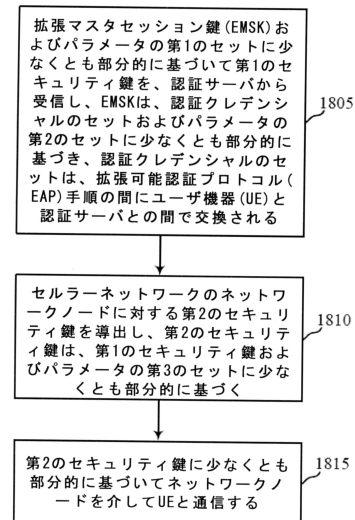 拡張マスタセッション鍵(EMSK)お
よびパラメータの第1のセットに少
なくとも部分的に基づいて第1のセ
キュリティ鍵を、認証サーバから
受信し、EMSKは、認証クレデン
シャルのセットおよびパラメータの
第2のセットに少なくとも部分的に
基づき、認証クレデンシャルのセ
ットは、拡張可能認証プロトコル(
EAP)手順の間にユーザ機器(UE)と
認証サーバとの間で交換される
1805
セルラーネットワークのネットワ
ークノードに対する第2のセキュリ
ティ鍵を導出し、第2のセキュリテ
ィ鍵は、第1のセキュリティ鍵およ
びパラメータの第3のセットに少な
くとも部分的に基づく
1810
第2のセキュリティ鍵に少なくとも
部分的に基づいてネットワークノ
ードを介してUEと通信する
1815